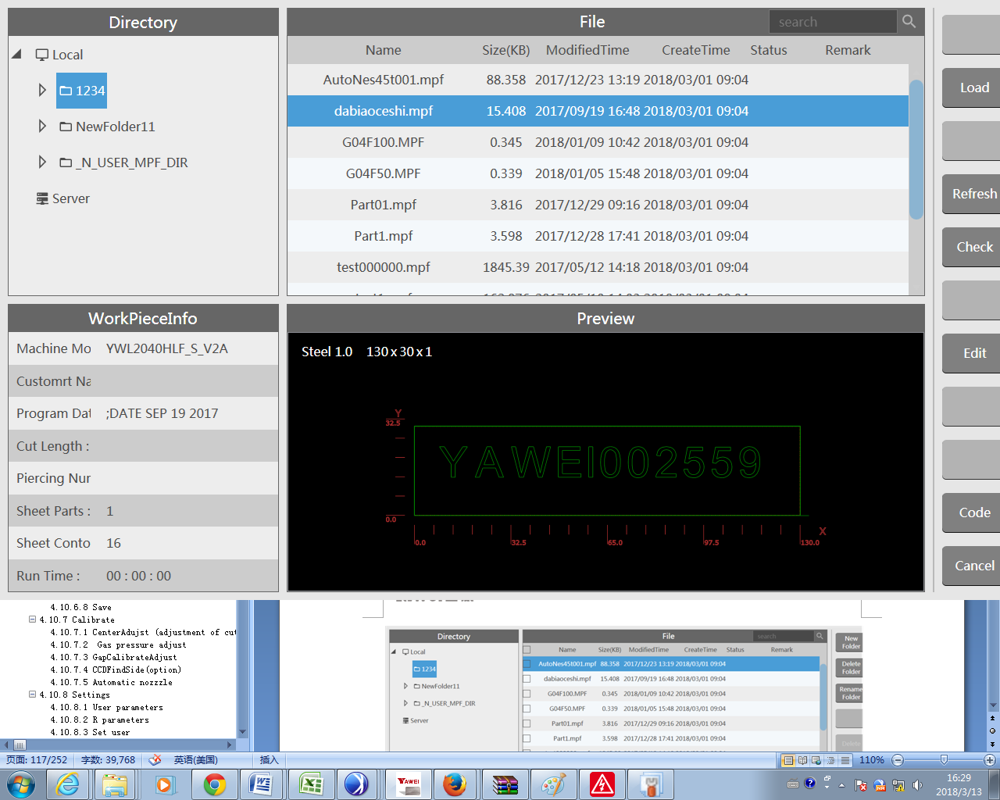 Directory
Local
1234
NewFolder11
_N_USER_MPF_DIR
Server
File
search
Name Size(KB) ModifiedTime CreateTime Status Remark
AutoNes45t001.mpf 88.358 2017/12/23 13:19 2018/03/01 09:04
dabiaoceshi.mpf 15.408 2017/09/19 16:48 2018/03/01 09:04
G04F100.MPF 0.345 2018/01/09 10:42 2018/03/01 09:04
G04F50.MPF 0.339 2018/01/05 15:48 2018/03/01 09:04
Part01.mpf 3.816 2017/12/29 09:16 2018/03/01 09:04
Part1.mpf 3.598 2017/12/28 17:41 2018/03/01 09:04
test000000.mpf 1845.39 2017/05/12 14:18 2018/03/01 09:04
Load
Refresh
Check
Edit
Code
Cancel
WorkPieceInfo
Machine Mo YWL2040HLF_S_V2A
Customrt Na
Program Dat ;DATE SEP 19 2017
Cut Length :
Piercing Nur
Sheet Parts : 1
Sheet Conto 16
Run Time : 00 : 00 : 00
Preview
Steel 1.0 130 x 30 x 1
Y
32.5
YAWEI002559
0.0
X
0.0 32.5 65.0 97.5 130.0
4.10.6.8 Save
4.10.7 Calibrate
4.10.7.1 CenterAdujst (adjustment of cut
4.10.7.2 Gas pressure adjust
4.10.7.3 GapCalibrateAdjust
4.10.7.4 CCDFindSide(option)
4.10.7.5 Automatic nozzzle
4.10.8 Settings
4.10.8.1 User parameters
4.10.8.2 R parameters
4.10.8.3 Set user
Directory
Local
1234
NewFolder11
_N_USER_MPF_DIR
Server
File
search
Name Size(KB) ModifiedTime CreateTime Status Remark
AutoNes45t001.mpf 88.358 2017/12/23 13:19 2018/03/01 09:04
dabiaoceshi.mpf 15.408 2017/09/19 16:48 2018/03/01 09:04
G04F100.MPF 0.345 2018/01/09 10:42 2018/03/01 09:04
G04F50.MPF 0.339 2018/01/05 15:48 2018/03/01 09:04
Part01.mpf 3.816 2017/12/29 09:16 2018/03/01 09:04
Part1.mpf 3.598 2017/12/28 17:41 2018/03/01 09:04
New
Folder
Delete
Folder
Rename
Folder
Delete
页面: 117/252 字数: 39,768 英语(美国) 插入
110%
YAWEI
16:29
2018/3/13